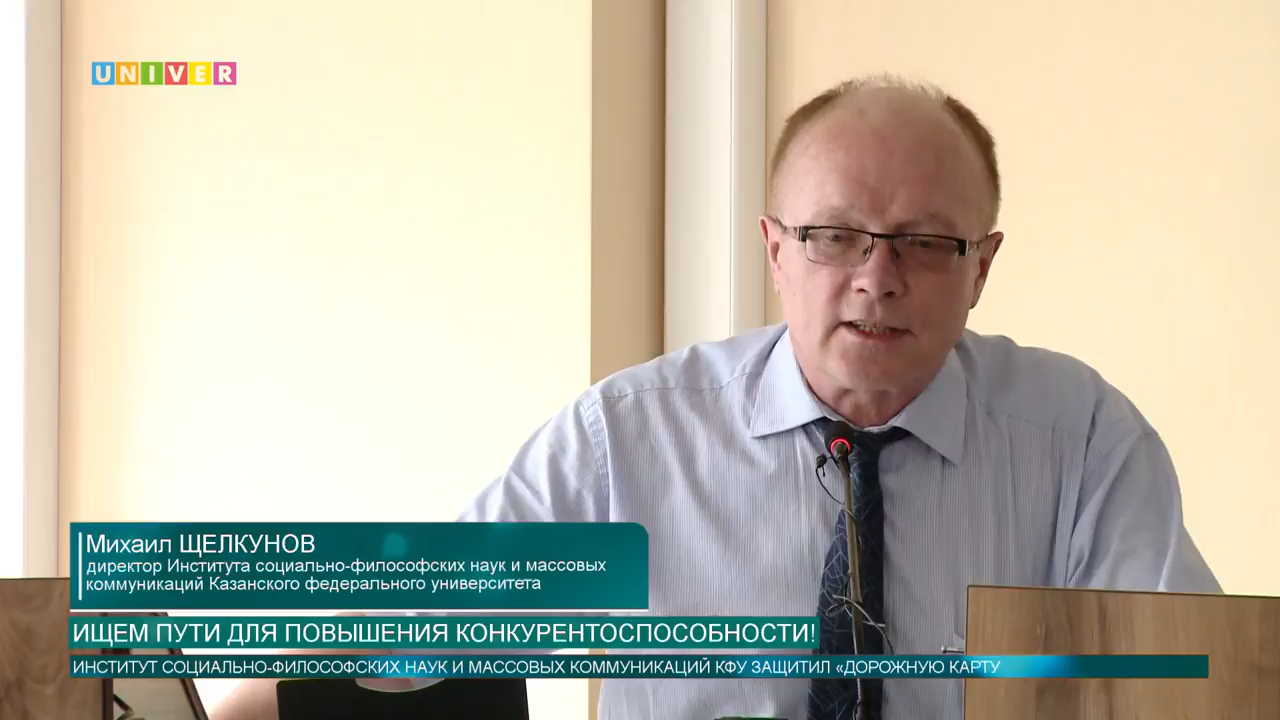 UNIVER
Михаил ЩЕЛКУНОВ
директор Института социально-философских наук и массовых
коммуникаций Казанского федерального университета
ИЩЕМ ПУТИ ДЛЯ ПОВЫШЕНИЯ КОНКУРЕНТОСПОСОБНОСТИ!
ИНСТИТУТ СОЦИАЛЬНО-ФИЛОСОФСКИХ НАУК И МАССОВЫХ КОММУНИКАЦИЙ КФУ ЗАЩИТИЛ «ДОРОЖНУЮ КАРТУ